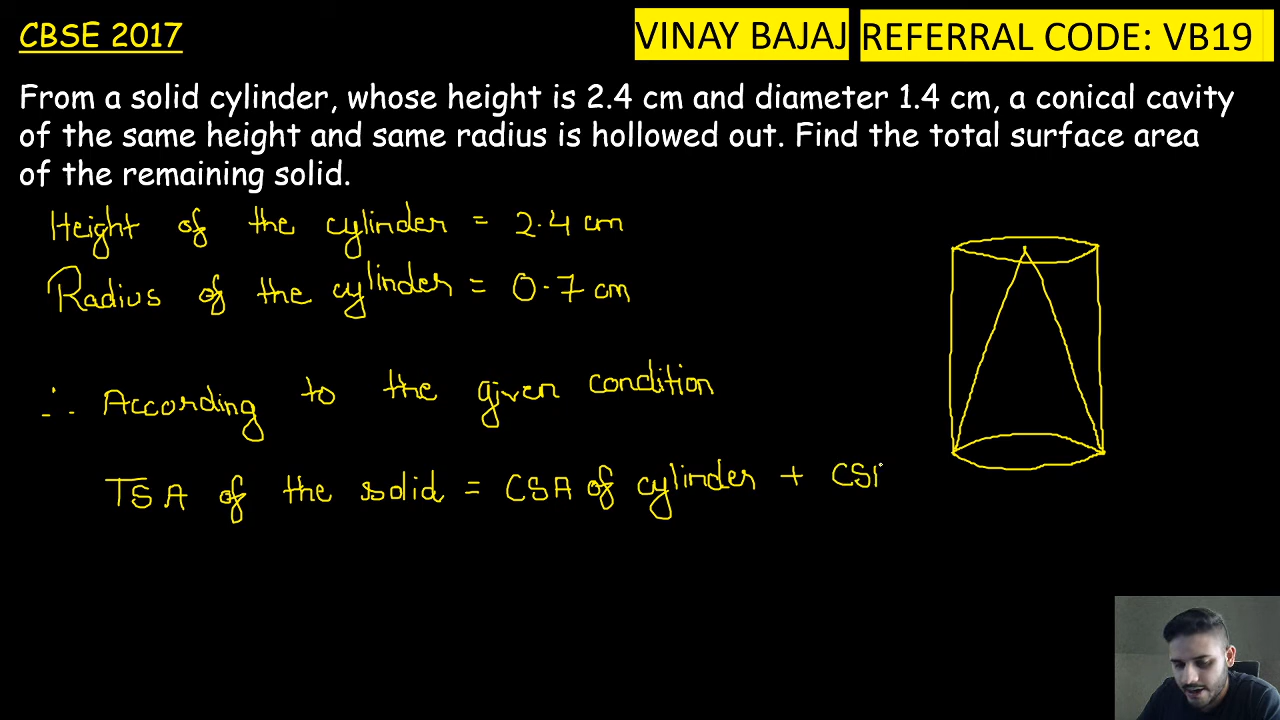 CBSE 2017
VINAY BAJAJ REFERRAL CODE: VB19
From a solid cylinder, whose height is 2.4 cm and diameter 1.4 cm, a conical cavity
of the same height and same radius is hollowed out. Find the total surface area
of the remaining solid.
Height of the cylinder = 2.4 cm
Radius of the cylinder = 0.7 cm
∴ According to the given condition
TSA of the solid = CSA of cylinder + CS